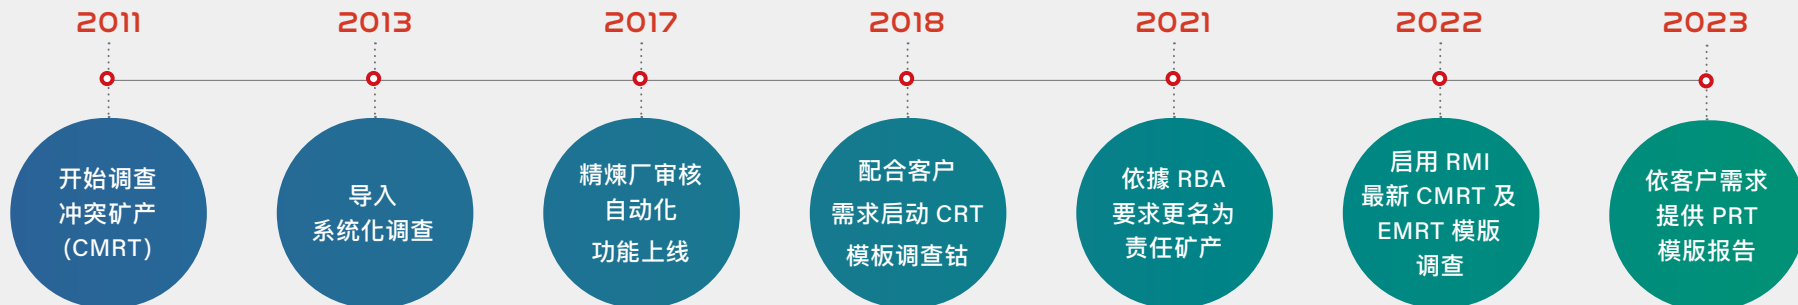 2011
开始调查
冲突矿产
(CMRT)
2013
导入
系统化调查
2017
精煉厂审核
自动化
功能上线
2018
配合客户
需求启动 CRT
模板调查钴
2021
依據 RBA
要求更名为
责任矿产
2022
启用 RMI
最新 CMRT 及
EMRT 模版
调查
2023
依客户需求
提供 PRT
模版报告